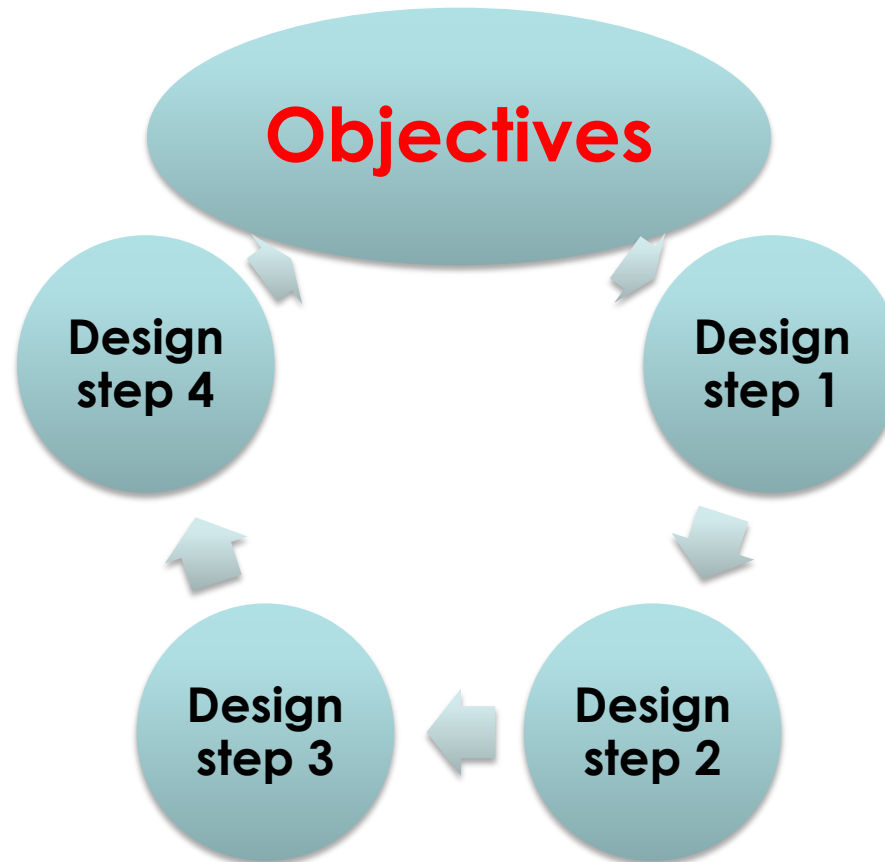 Objectives
Design
step 1
Design
step 2
Design
step 3
Design
step 4